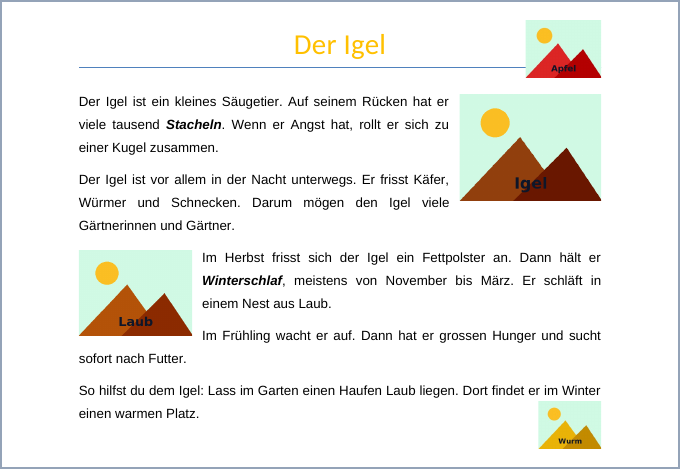 Der Igel
Apfel
Der Igel ist ein kleines Säugetier. Auf seinem Rücken hat er
viele tausend Stacheln. Wenn er Angst hat, rollt er sich zu
einer Kugel zusammen.
Igel
Der Igel ist vor allem in der Nacht unterwegs. Er frisst Käfer,
Würmer und Schnecken. Darum mögen den Igel viele
Gärtnerinnen und Gärtner.
Im Herbst frisst sich der Igel ein Fettpolster an. Dann hält er
Winterschlaf, meistens von November bis März. Er schläft in
einem Nest aus Laub.
Laub
Im Frühling wacht er auf. Dann hat er grossen Hunger und sucht
sofort nach Futter.
So hilfst du dem Igel: Lass im Garten einen Haufen Laub liegen. Dort findet er im Winter
einen warmen Platz.
Wurm